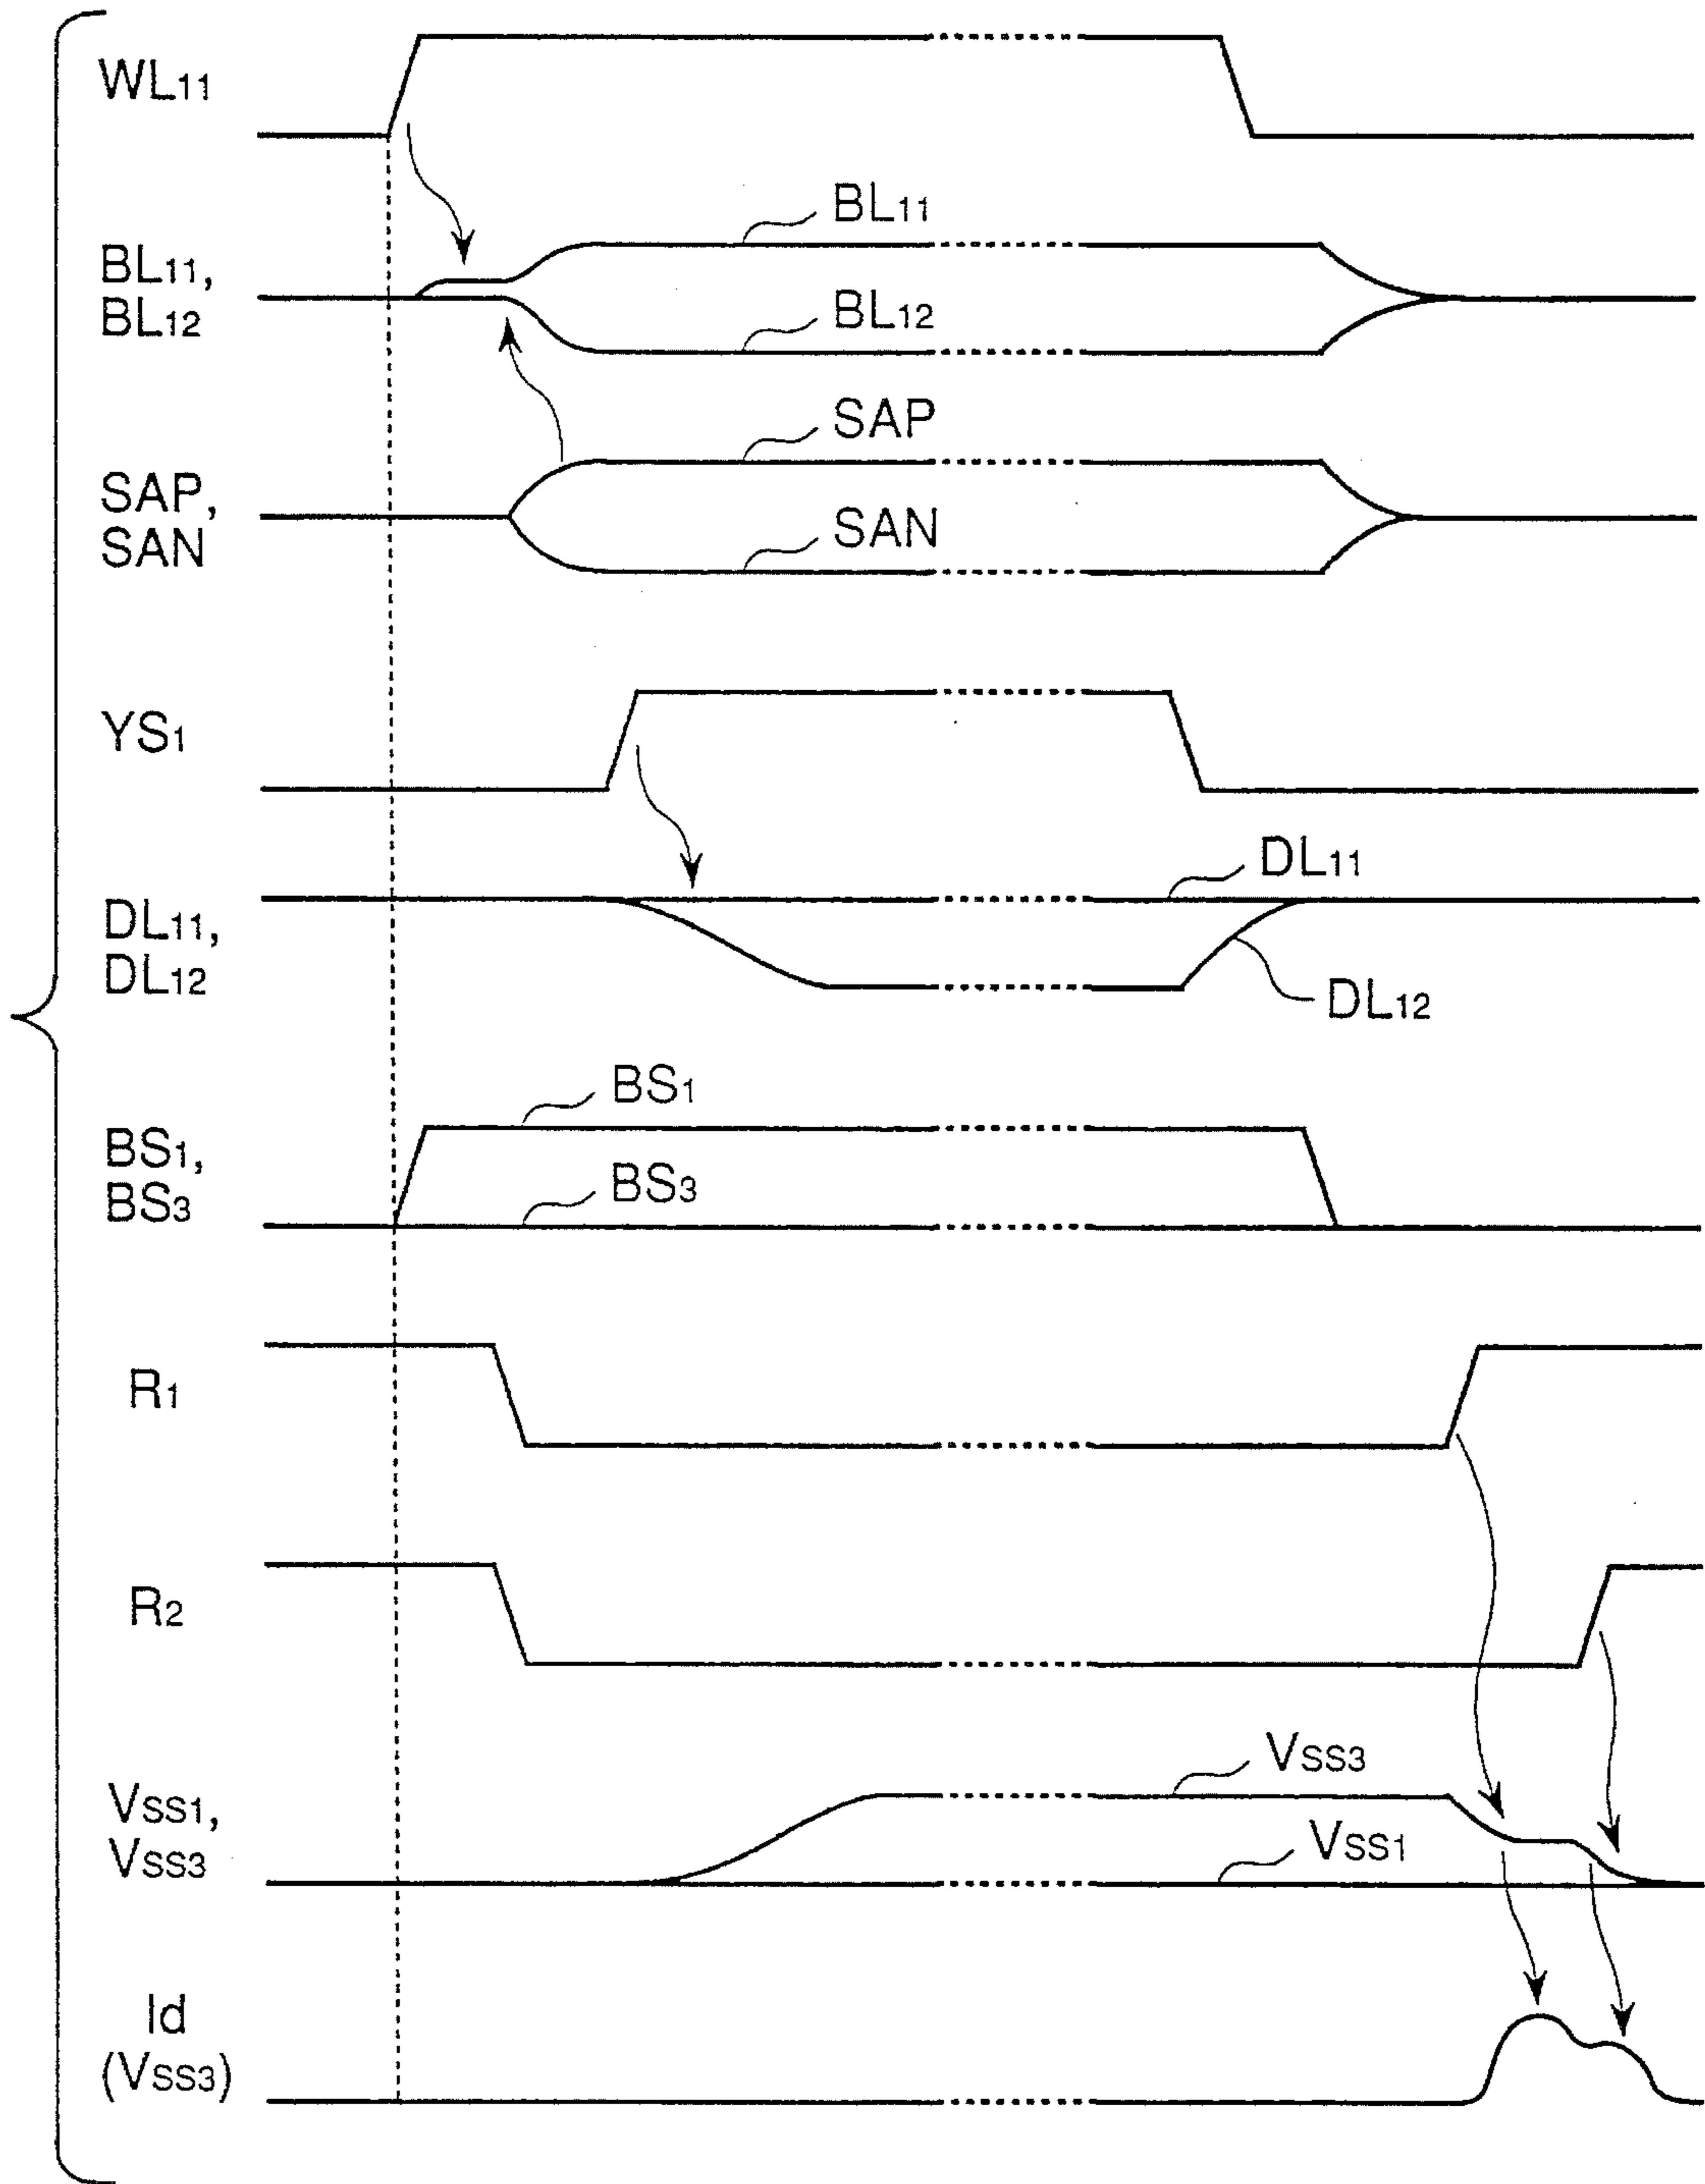 WL11
BL11
BL11,
BL12
BL12
SAP
SAP,
SAN
SAN
YS1
DL11
DL11,
DL12
DL12
BS1
BS1,
BS3
BS3
R1
R2
VSS3
VSS1,
VSS3
VSS1
Id
(VSS3)